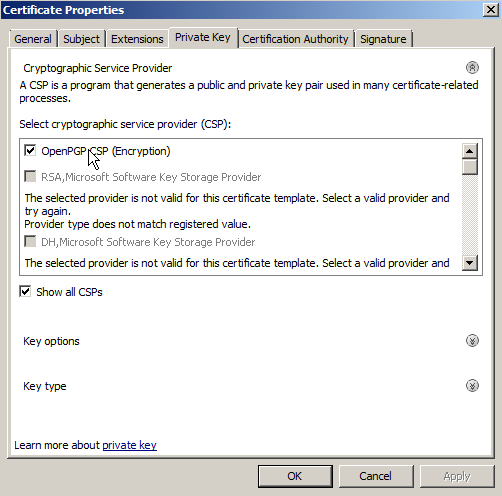 Certificate Properties
General
Subject
Extensions
Private Key
Certification Authority
Signature
Cryptographic Service Provider
A CSP is a program that generates a public and private key pair used in many certificate-related
processes.
Select cryptographic service provider (CSP):
OpenPGP CSP (Encryption)
RSA,Microsoft Software Key Storage Provider
The selected provider is not valid for this certificate template. Select a valid provider and
try again.
Provider type does not match registered value.
DH,Microsoft Software Key Storage Provider
The selected provider is not valid for this certificate template. Select a valid provider and
Show all CSPs
Key options
Key type
Learn more about private key
OK
Cancel
Apply